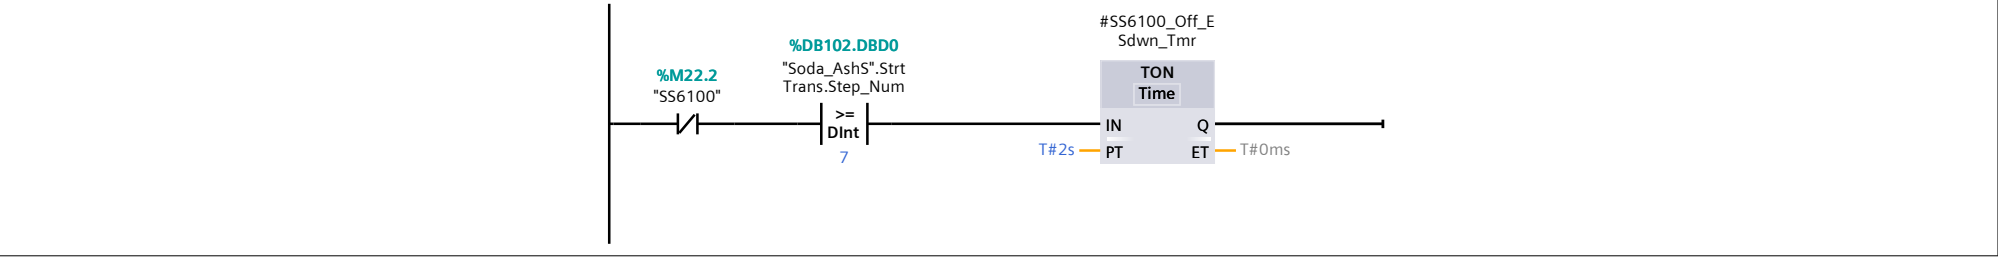 #SS6100_Off_E
Sdwn_Tmr
%DB102.DBD0
"Soda_AshS".Strt
Trans.Step_Num
%M22.2
"SS6100"
TON
Time
>=
DInt
7
IN
Q
T#2s
PT
ET
T#0ms